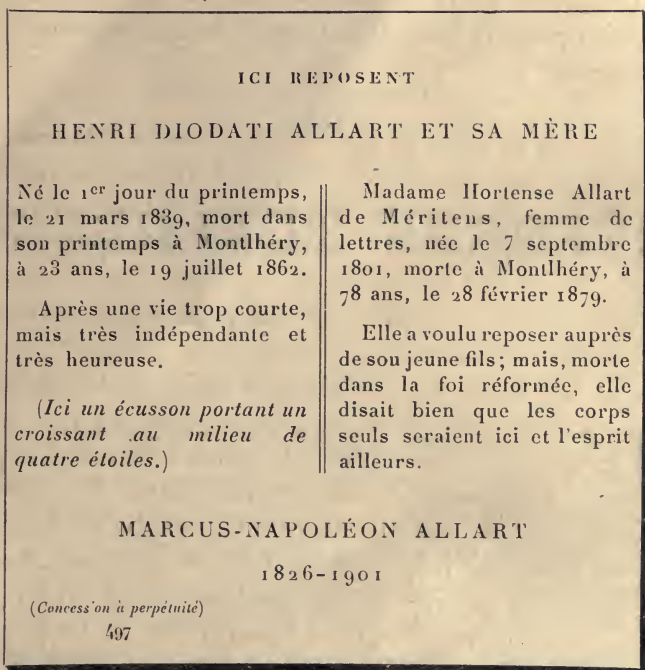 ICI REPOSENT
HENRI DIODATI ALLART ET SA MÈRE
Né le 1er jour du printemps,
le 21 mars 1839, mort dans
son printemps à Montlhéry,
à 23 ans, le 19 juillet 1862.
Après une vie trop courte,
mais très indépendante et
très heureuse.
(Ici un écusson portant un
croissant au milieu de
quatre étoiles.)
Madame Hortense Allart
de Méritens, femme de
lettres, née le 7 septembre
1801, morte à Montlhéry, à
78 ans, le 28 février 1879.
Elle a voulu reposer auprès
de son jeune fils ; mais, morte
dans la foi réformée, elle
disait bien que les corps
seuls seraient ici et l'esprit
ailleurs.
MARCUS-NAPOLÉON ALLART
1826-1901
(Concess'on à perpétuité)
497